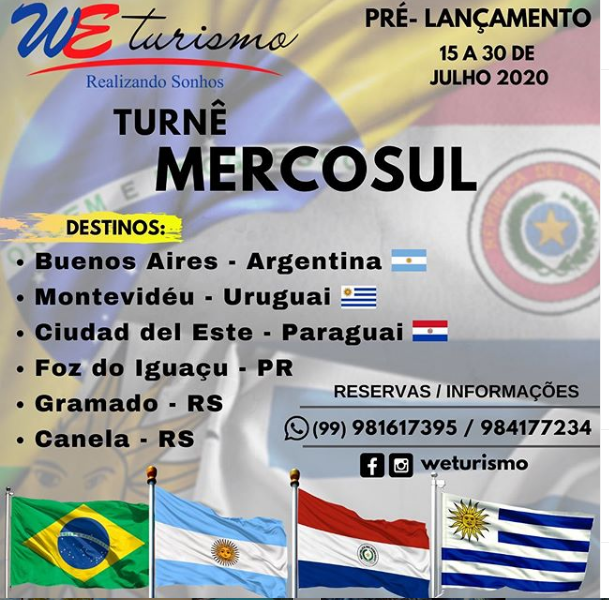 WE turismo
Realizando Sonhos
PRÉ- LANÇAMENTO
15 A 30 DE
JULHO 2020
TURNÊ
MERCOSUL
DESTINOS:
• Buenos Aires - Argentina
• Montevidéu - Uruguai
• Ciudad del Este - Paraguai
• Foz do Iguaçu - PR
• Gramado - RS
• Canela - RS
RESERVAS / INFORMAÇÕES
(99) 981617395 / 984177234
weturismo